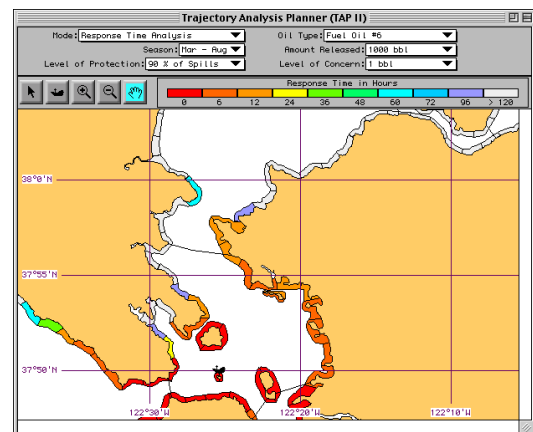 Trajectory Analysis Planner (TAP II)
Mode: Response Time Analysis Oil Type: Fuel Oil #6
Season: Mar - Aug Amount Released: 1000 bbl
Level of Protection: 90 % of Spills Level of Concern: 1 bbl
Response Time in Hours
0 6 12 24 36 48 60 72 96 > 120
38°0'N
37°55'N
37°50'N
122°30'W 122°20'W 122°10'W